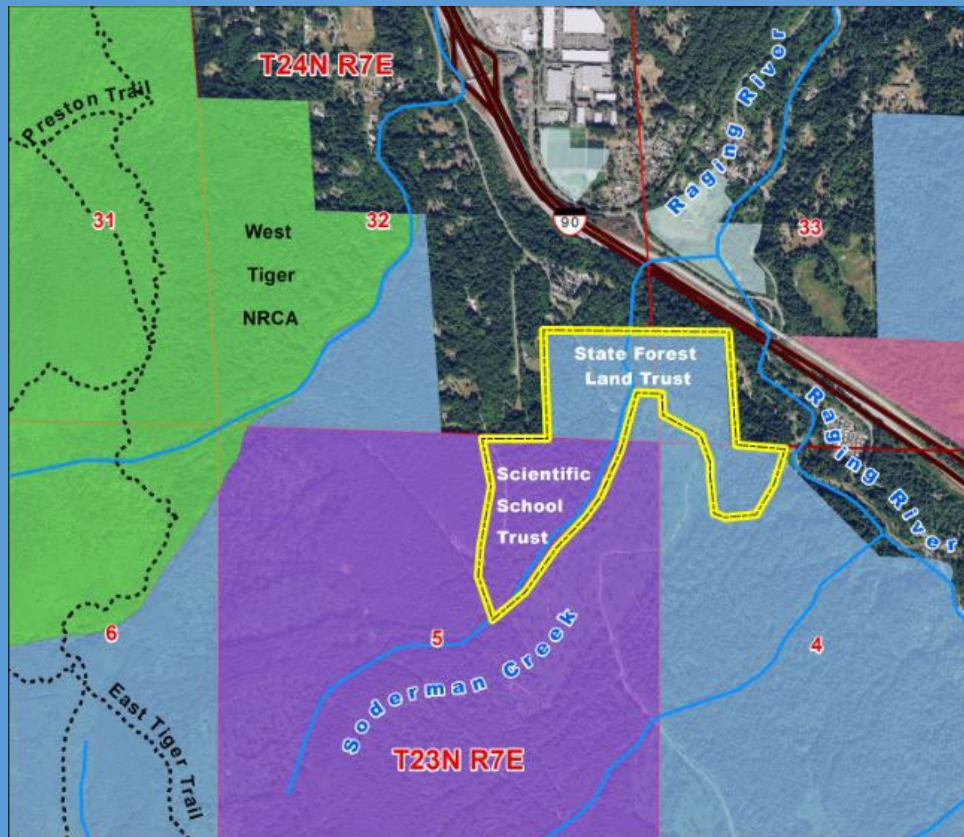 T24N R7E
Preston Trail
Raging River
31
32
33
West
Tiger
NRCA
90
State Forest
Land Trust
Scientific
School
Trust
Raging River
6
5
4
Soderman Creek
East Tiger Trail
T23N R7E